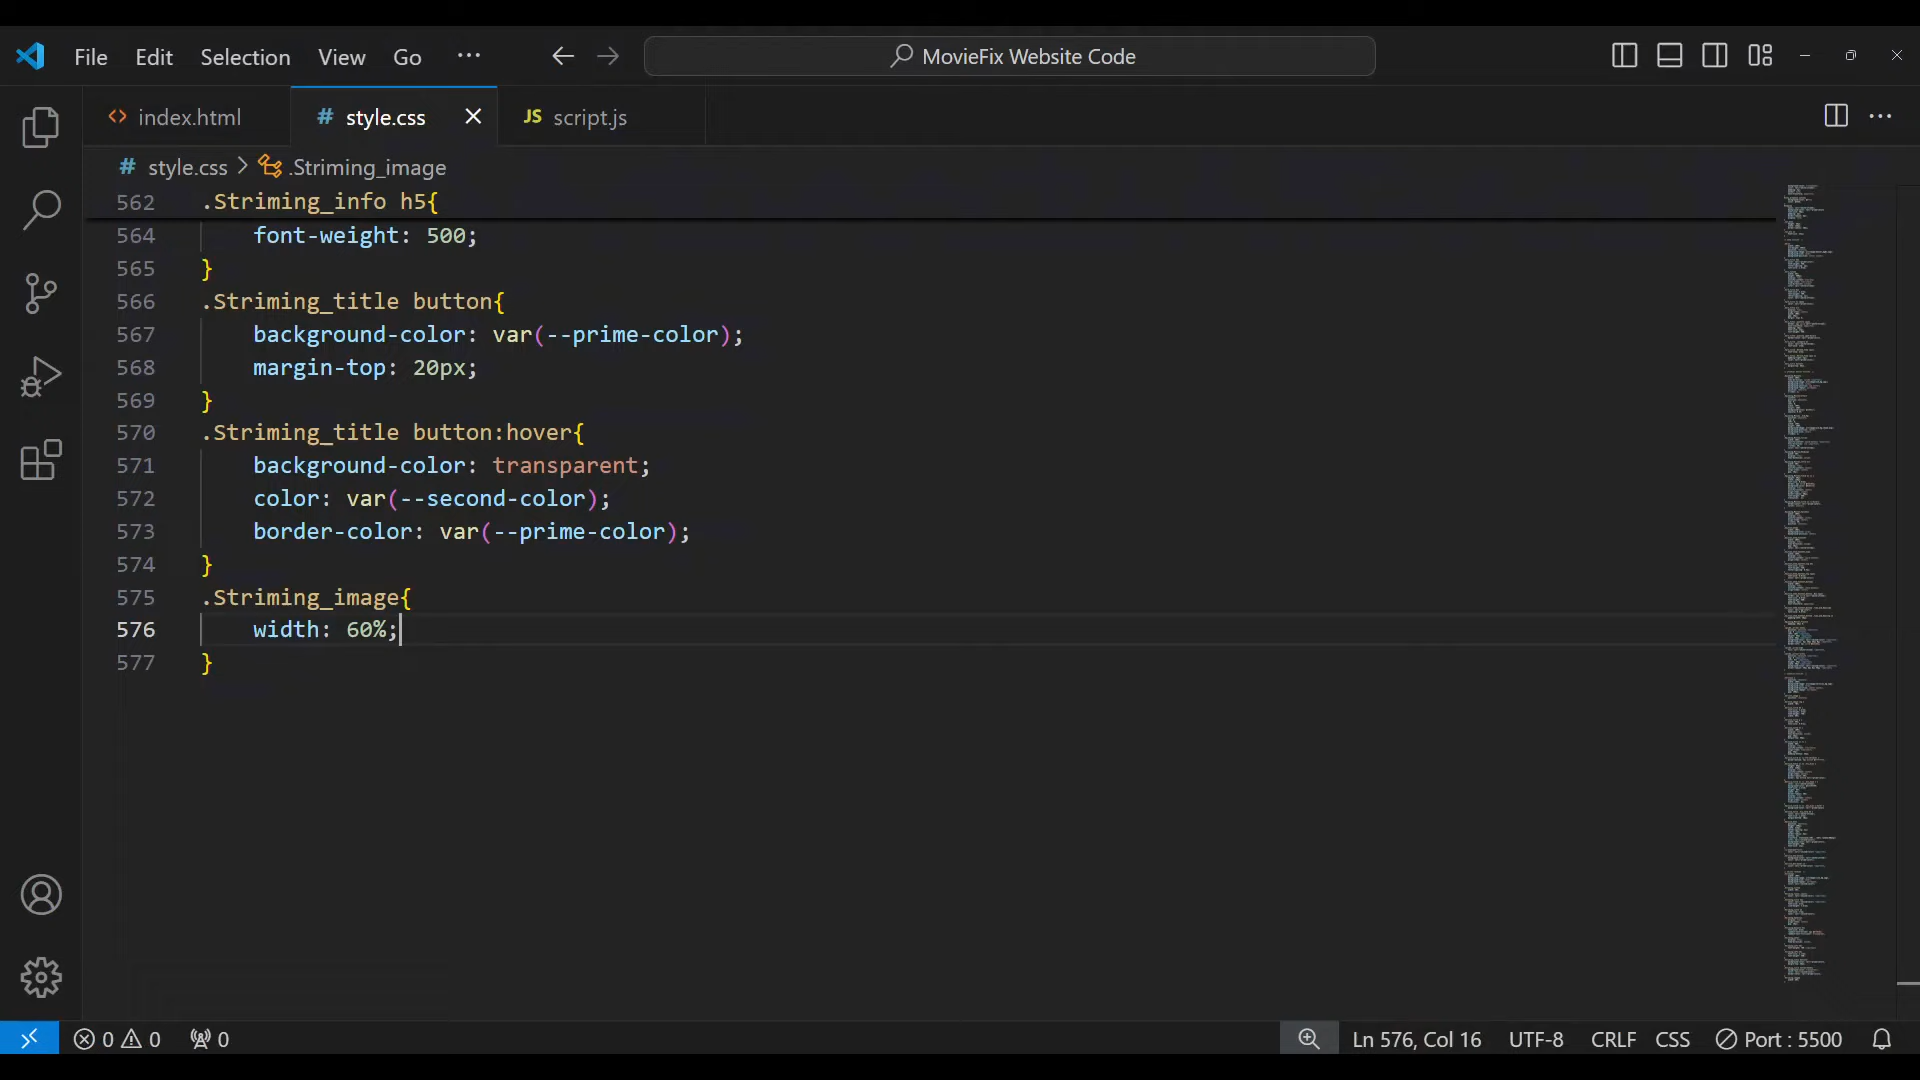 File Edit Selection View Go ··· MovieFix Website Code
index.html # style.css JS script.js
# style.css > .Striming_image
562 .Striming_info h5{
564 font-weight: 500;
565 }
566 .Striming_title button{
567 background-color: var(--prime-color);
568 margin-top: 20px;
569 }
570 .Striming_title button:hover{
571 background-color: transparent;
572 color: var(--second-color);
573 border-color: var(--prime-color);
574 }
575 .Striming_image{
576 width: 60%;
577 }
0 0 0 Ln 576, Col 16 UTF-8 CRLF CSS Port : 5500